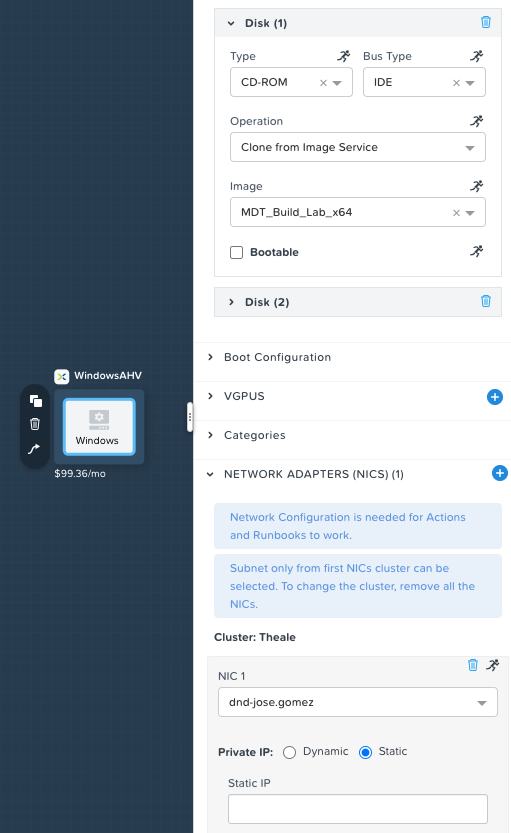 Disk (1)
Type
Bus Type
CD-ROM
IDE
Operation
Clone from Image Service
Image
MDT_Build_Lab_x64
Bootable
Disk (2)
Boot Configuration
VGPUS
Categories
NETWORK ADAPTERS (NICS) (1)
Network Configuration is needed for Actions
and Runbooks to work.
Subnet only from first NICs cluster can be
selected. To change the cluster, remove all the
NICs.
Cluster: Theale
NIC 1
dnd-jose.gomez
Private IP:
Dynamic
Static
Static IP
WindowsAHV
Windows
$99.36/mo